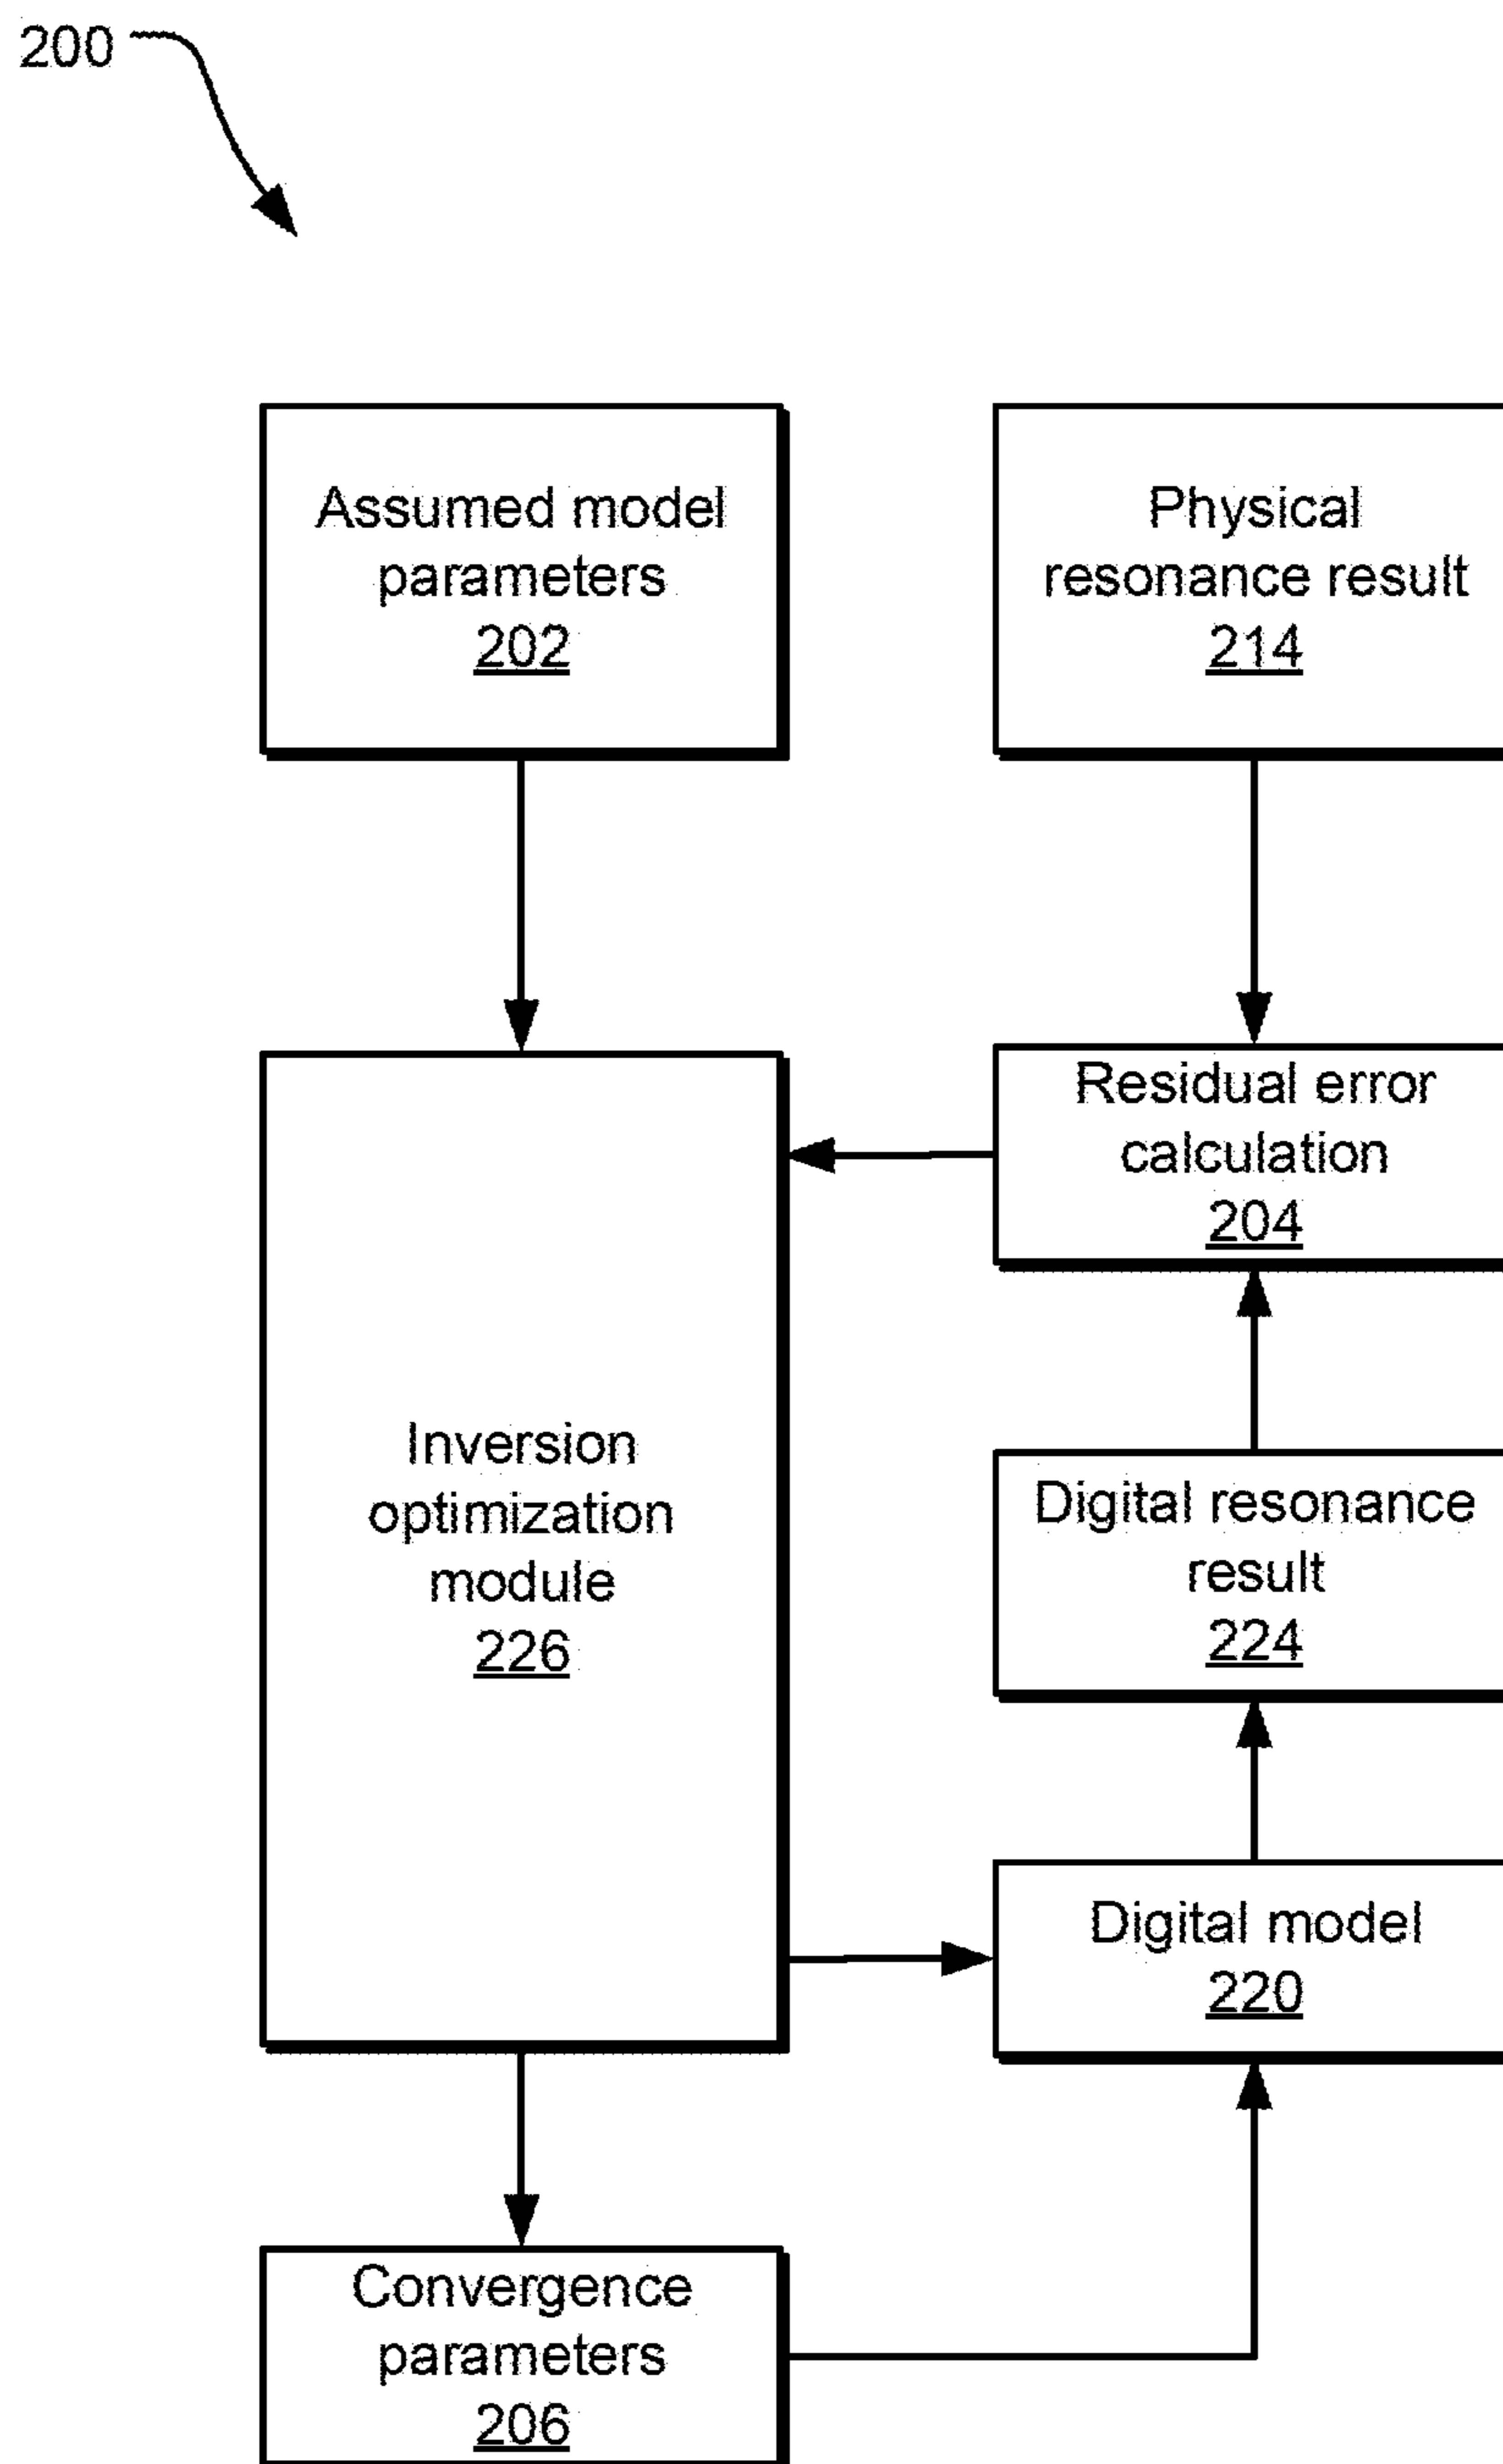 200
Assumed model
parameters
202
Physical
resonance result
214
Residual error
calculation
204
Inversion
optimization
module
226
Digital resonance
result
224
Digital model
220
Convergence
parameters
206